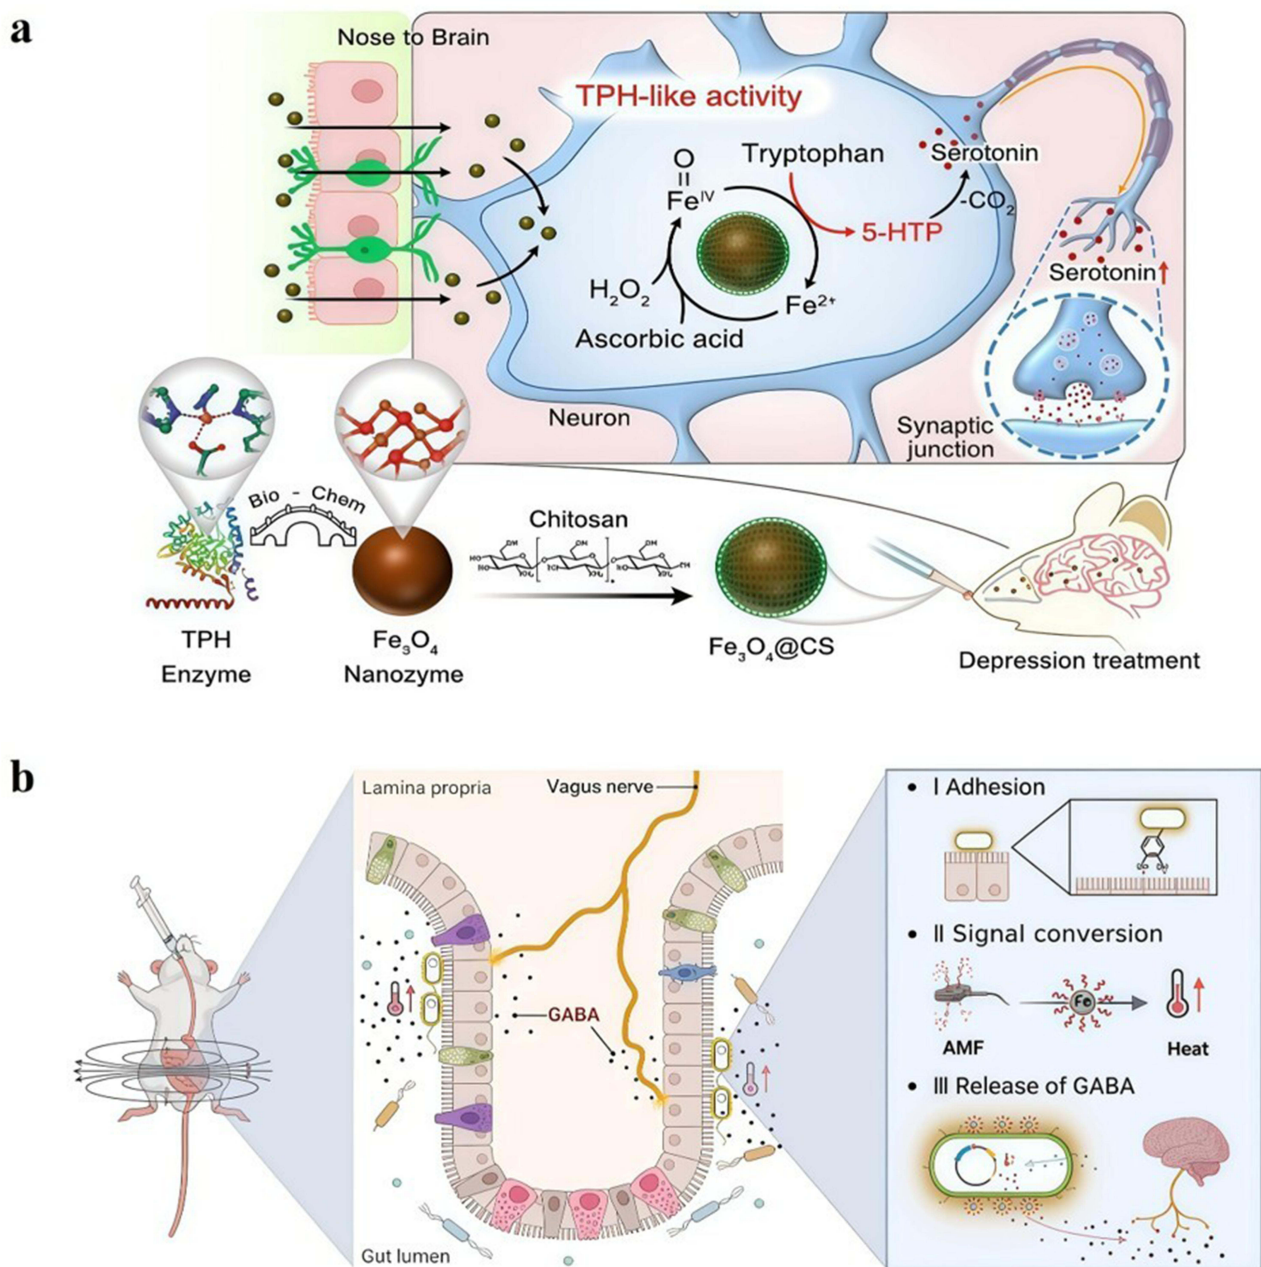 a
Nose to Brain
TPH-like activity
O
Tryptophan
Serotonin
Fe^IV
-CO₂
5-HTP
Serotonin
H₂O₂
Fe²⁺
Ascorbic acid
Neuron
Synaptic
junction
Bio - Chem
Chitosan
TPH
Enzyme
Fe₃O₄
Nanozyme
Fe₃O₄@CS
Depression treatment
b
Lamina propria
Vagus nerve
GABA
Gut lumen
• I Adhesion
• II Signal conversion
Fe
AMF
Heat
• III Release of GABA